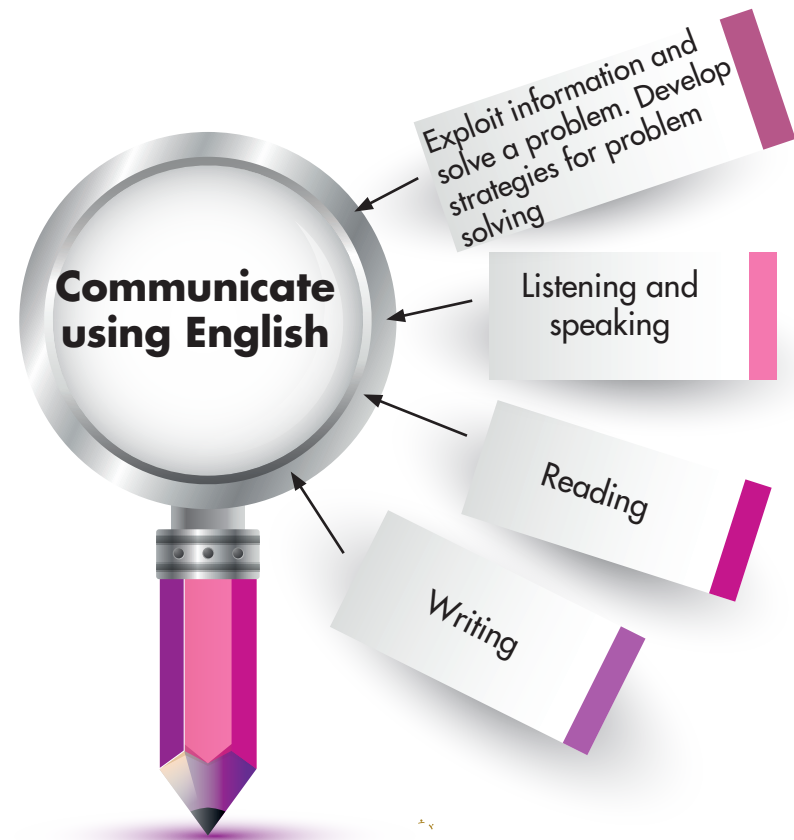 Exploit information and
solve a problem. Develop
strategies for problem
solving
Communicate
using English
Listening and
speaking
Reading
Writing